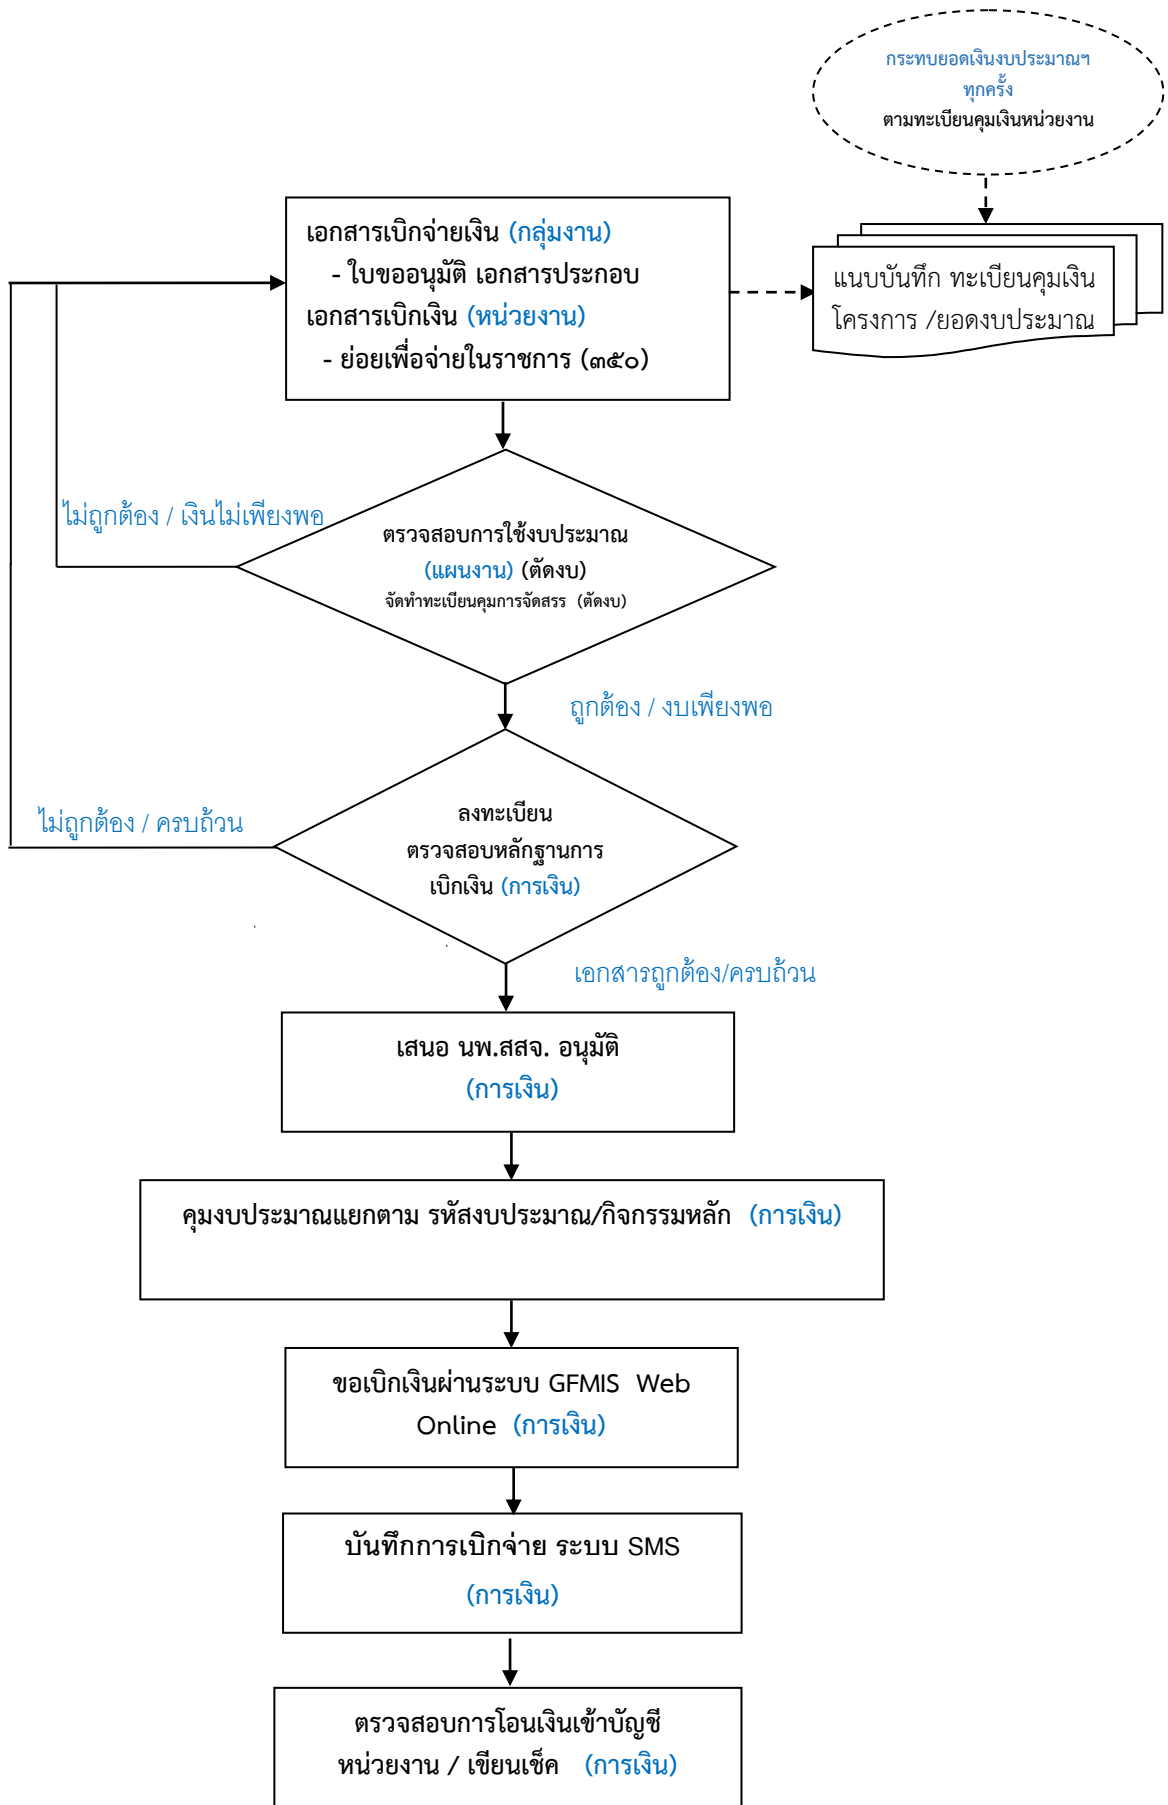 กระทบยอดเงินงบประมาณฯ
ทุกครั้ง
ตามทะเบียนคุมเงินหน่วยงาน
เอกสารเบิกจ่ายเงิน (กลุ่มงาน)
- ใบขออนุมัติ เอกสารประกอบ
เอกสารเบิกเงิน (หน่วยงาน)
- ย่อยเพื่อจ่ายในราชการ (๓๕๐)
แนบบันทึก ทะเบียนคุมเงิน
โครงการ /ยอดงบประมาณ
ไม่ถูกต้อง / เงินไม่เพียงพอ
ตรวจสอบการใช้งบประมาณ
(แผนงาน) (ตัดงบ)
จัดทำทะเบียนคุมการจัดสรร (ตัดงบ)
ถูกต้อง / งบเพียงพอ
ไม่ถูกต้อง / ครบถ้วน
ลงทะเบียน
ตรวจสอบหลักฐานการ
เบิกเงิน (การเงิน)
เอกสารถูกต้อง/ครบถ้วน
เสนอ นพ.สสจ. อนุมัติ
(การเงิน)
คุมงบประมาณแยกตาม รหัสงบประมาณ/กิจกรรมหลัก (การเงิน)
ขอเบิกเงินผ่านระบบ GFMIS Web
Online (การเงิน)
บันทึกการเบิกจ่าย ระบบ SMS
(การเงิน)
ตรวจสอบการโอนเงินเข้าบัญชี
หน่วยงาน / เขียนเช็ค (การเงิน)